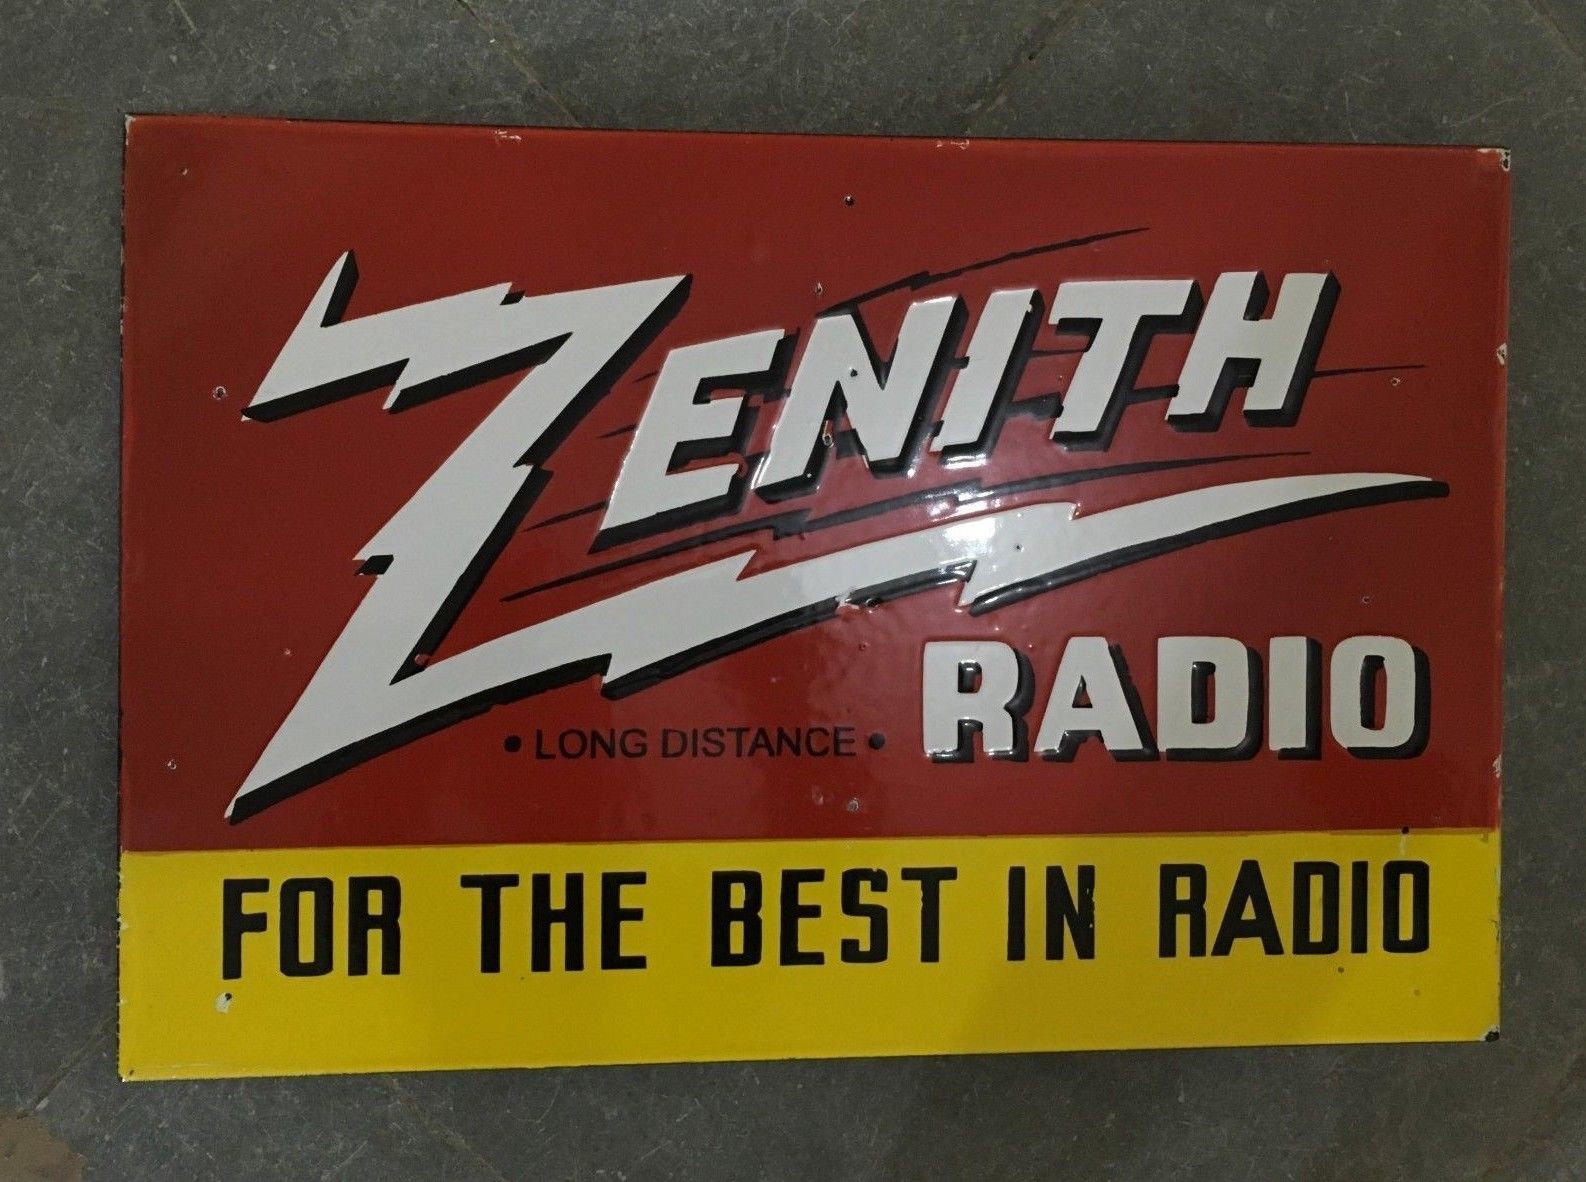 ZENITH
• LONG DISTANCE • RADIO
FOR THE BEST IN RADIO